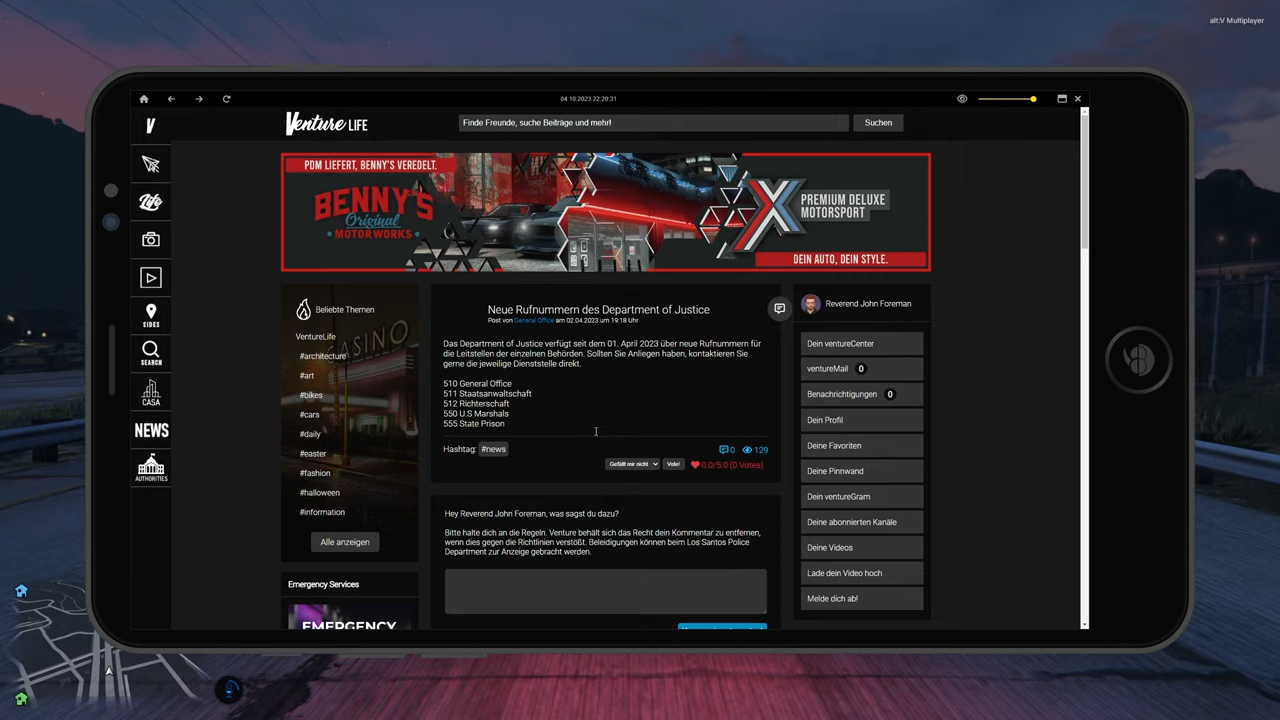 alt:V Multiplayer
04.10.2023 22:20:31
V
Venture LIFE
Finde Freunde, suche Beiträge und mehr!
Suchen
Life
SIDES
SEARCH
CASA
NEWS
AUTHORITIES
PDM LIEFERT, BENNY'S VEREDELT.
BENNY'S
Original
MOTOR WORKS
PREMIUM DELUXE
MOTORSPORT
DEIN AUTO, DEIN STYLE.
Beliebte Themen
VentureLife
#architecture
#art
#bikes
#cars
#daily
#easter
#fashion
#halloween
#information
Alle anzeigen
CASINO
Emergency Services
EMERGENCY
Neue Rufnummern des Department of Justice
Post von General Office am 02.04.2023 um 19:18 Uhr
Das Department of Justice verfügt seit dem 01. April 2023 über neue Rufnummern für
die Leitstellen der einzelnen Behörden. Sollten Sie Anliegen haben, kontaktieren Sie
gerne die jeweilige Dienststelle direkt.
510 General Office
511 Staatsanwaltschaft
512 Richterschaft
550 U.S Marshals
555 State Prison
Hashtag: #news
0 129
Gefällt mir nicht Vote! 0.0/5.0 (0 Votes)
Hey Reverend John Foreman, was sagst du dazu?
Bitte halte dich an die Regeln. Venture behält sich das Recht dein Kommentar zu entfernen,
wenn dies gegen die Richtlinien verstößt. Beleidigungen können beim Los Santos Police
Department zur Anzeige gebracht werden.
Reverend John Foreman
Dein ventureCenter
ventureMail 0
Benachrichtigungen 0
Dein Profil
Deine Favoriten
Deine Pinnwand
Dein ventureGram
Deine abonnierten Kanäle
Deine Videos
Lade dein Video hoch
Melde dich ab!